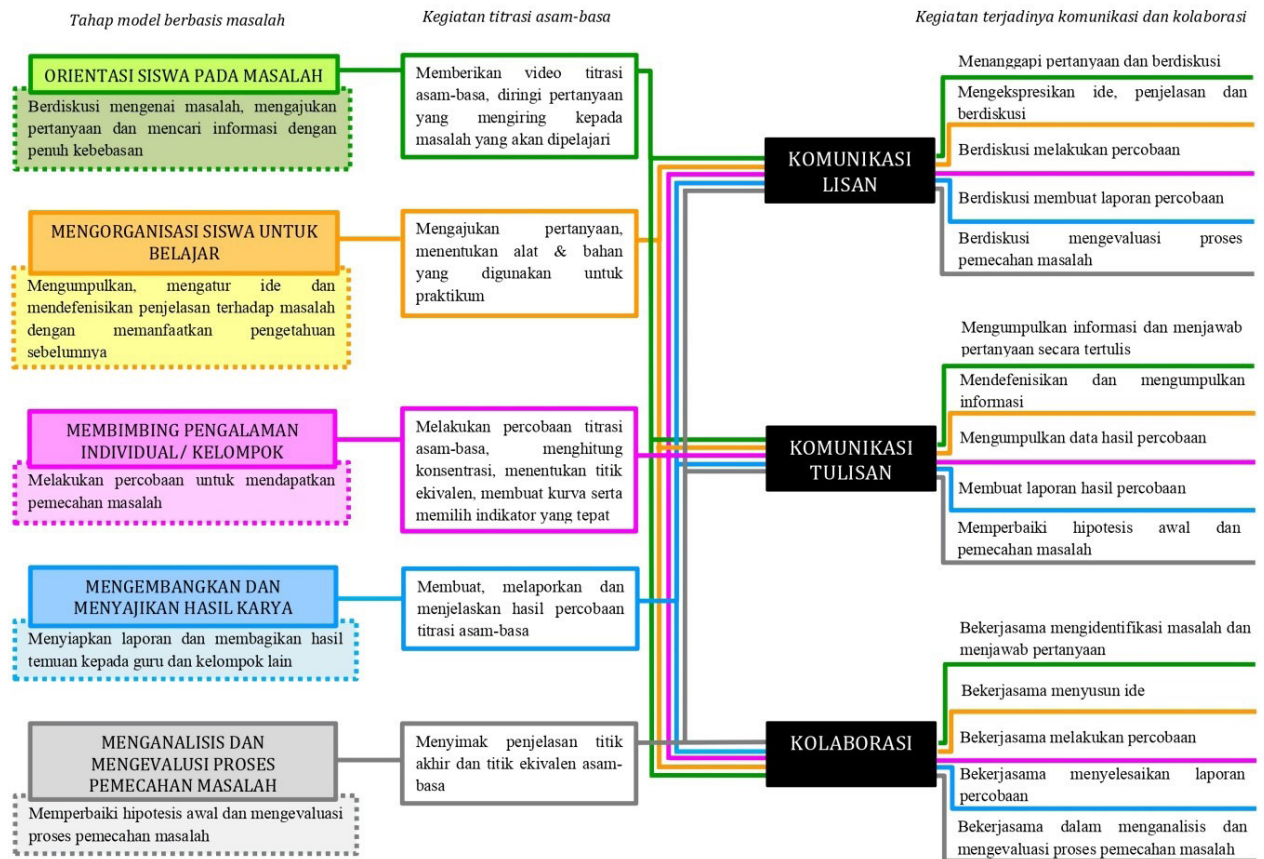 Tahap model berbasis masalah
Kegiatan titrasi asam-basa
Kegiatan terjadinya komunikasi dan kolaborasi
ORIENTASI SISWA PADA MASALAH
Berdiskusi mengenai masalah, mengajukan
pertanyaan dan mencari informasi dengan
penuh kebebasan
MENGORGANISASI SISWA UNTUK
BELAJAR
Mengumpulkan, mengatur ide dan
mendefenisikan penjelasan terhadap masalah
dengan memanfaatkan pengetahuan
sebelumnya
MEMBIMBING PENGALAMAN
INDIVIDUAL/ KELOMPOK
Melakukan percobaan untuk mendapatkan
pemecahan masalah
MENGEMBANGKAN DAN
MENYAJIKAN HASIL KARYA
Menyiapkan laporan dan membagikan hasil
temuan kepada guru dan kelompok lain
MENGANALISIS DAN
MENGEVALUSI PROSES
PEMECAHAN MASALAH
Memperbaiki hipotesis awal dan mengevaluasi
proses pemecahan masalah
Memberikan video titrasi
asam-basa, diringi pertanyaan
yang mengiring kepada
masalah yang akan dipelajari
Mengajukan pertanyaan,
menentukan alat & bahan
yang digunakan untuk
praktikum
Melakukan percobaan titrasi
asam-basa, menghitung
konsentrasi, menentukan titik
ekivalen, membuat kurva serta
memilih indikator yang tepat
Membuat, melaporkan dan
menjelaskan hasil percobaan
titrasi asam-basa
Menyimak penjelasan titik
akhir dan titik ekivalen asam-
basa
KOMUNIKASI
LISAN
Menanggapi pertanyaan dan berdiskusi
Mengekspresikan ide, penjelasan dan
berdiskusi
Berdiskusi melakukan percobaan
Berdiskusi membuat laporan percobaan
Berdiskusi mengevaluasi proses
pemecahan masalah
KOMUNIKASI
TULISAN
Mengumpulkan informasi dan menjawab
pertanyaan secara tertulis
Mendefenisikan dan mengumpulkan
informasi
Mengumpulkan data hasil percobaan
Membuat laporan hasil percobaan
Memperbaiki hipotesis awal dan
pemecahan masalah
KOLABORASI
Bekerjasama mengidentifikasi masalah dan
menjawab pertanyaan
Bekerjasama menyusun ide
Bekerjasama melakukan percobaan
Bekerjasama menyelesaikan laporan
percobaan
Bekerjasama dalam menganalisis dan
mengevaluasi proses pemecahan masalah